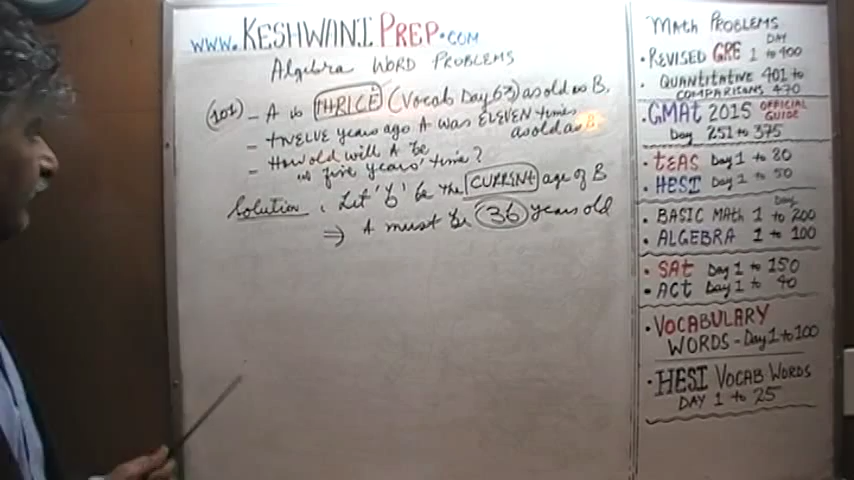 www.KESHWANIPREP.COM
Algebra WORD PROBLEMS
(101) - A is THRICE (Vocab Day 63) as old as B.
- TWELVE years ago A was ELEVEN times
as old as B.
- How old will A be
in five years' time?
Solution: Let 'b' be the CURRENT age of B
⇒ A must be 3b years old
MATH PROBLEMS
DAY
• REVISED GRE 1 to 400
• QUANTITATIVE 401 to
COMPARISONS 470
• GMAT 2015 OFFICIAL
GUIDE
Day 251 to 375
• TEAS Day 1 to 20
• HESI Day 1 to 50
Day
• BASIC MATH 1 to 200
• ALGEBRA 1 to 100
• SAT Day 1 to 150
• ACT Day 1 to 40
• VOCABULARY
WORDS - Day 1 to 100
• HESI VOCAB WORDS
DAY 1 to 25